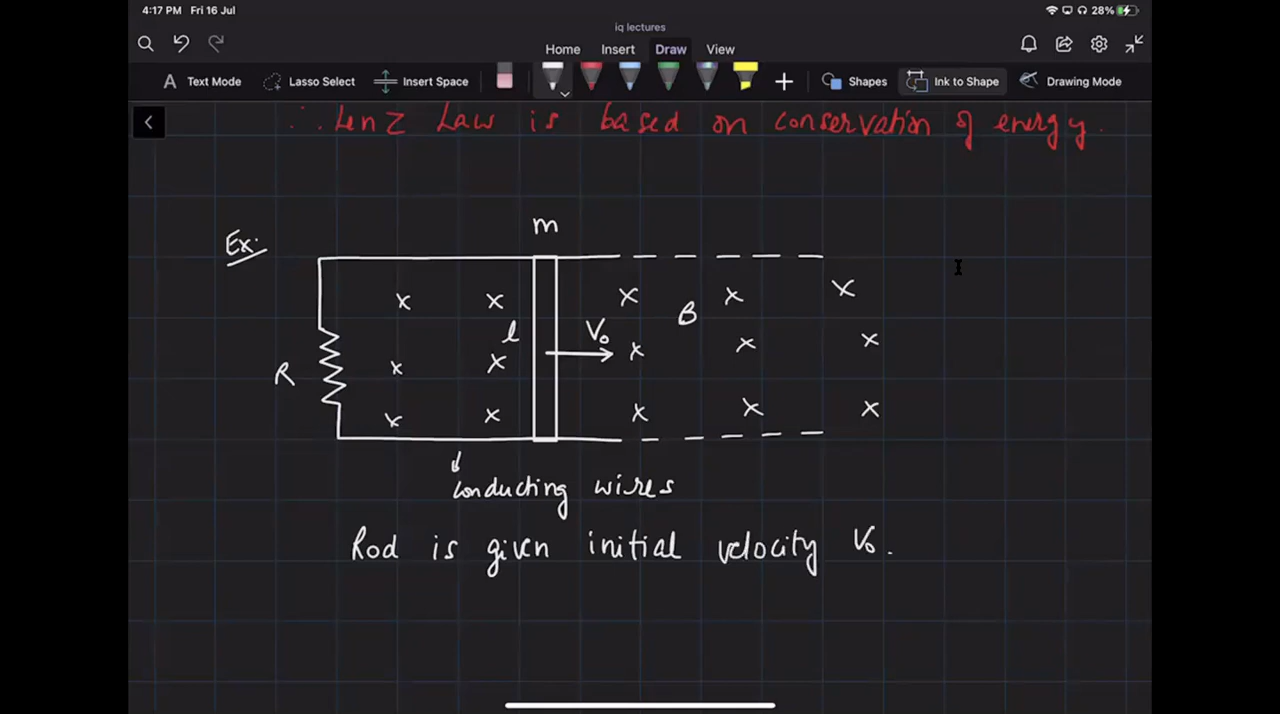 4:17 PM Fri 16 Jul
28%
iq lectures
Home Insert Draw View
Text Mode Lasso Select Insert Space Shapes Ink to Shape Drawing Mode
∴ Lenz Law is based on conservation of energy.
Ex:
m
l
V₀
B
R
conducting wires
Rod is given initial velocity V₀.